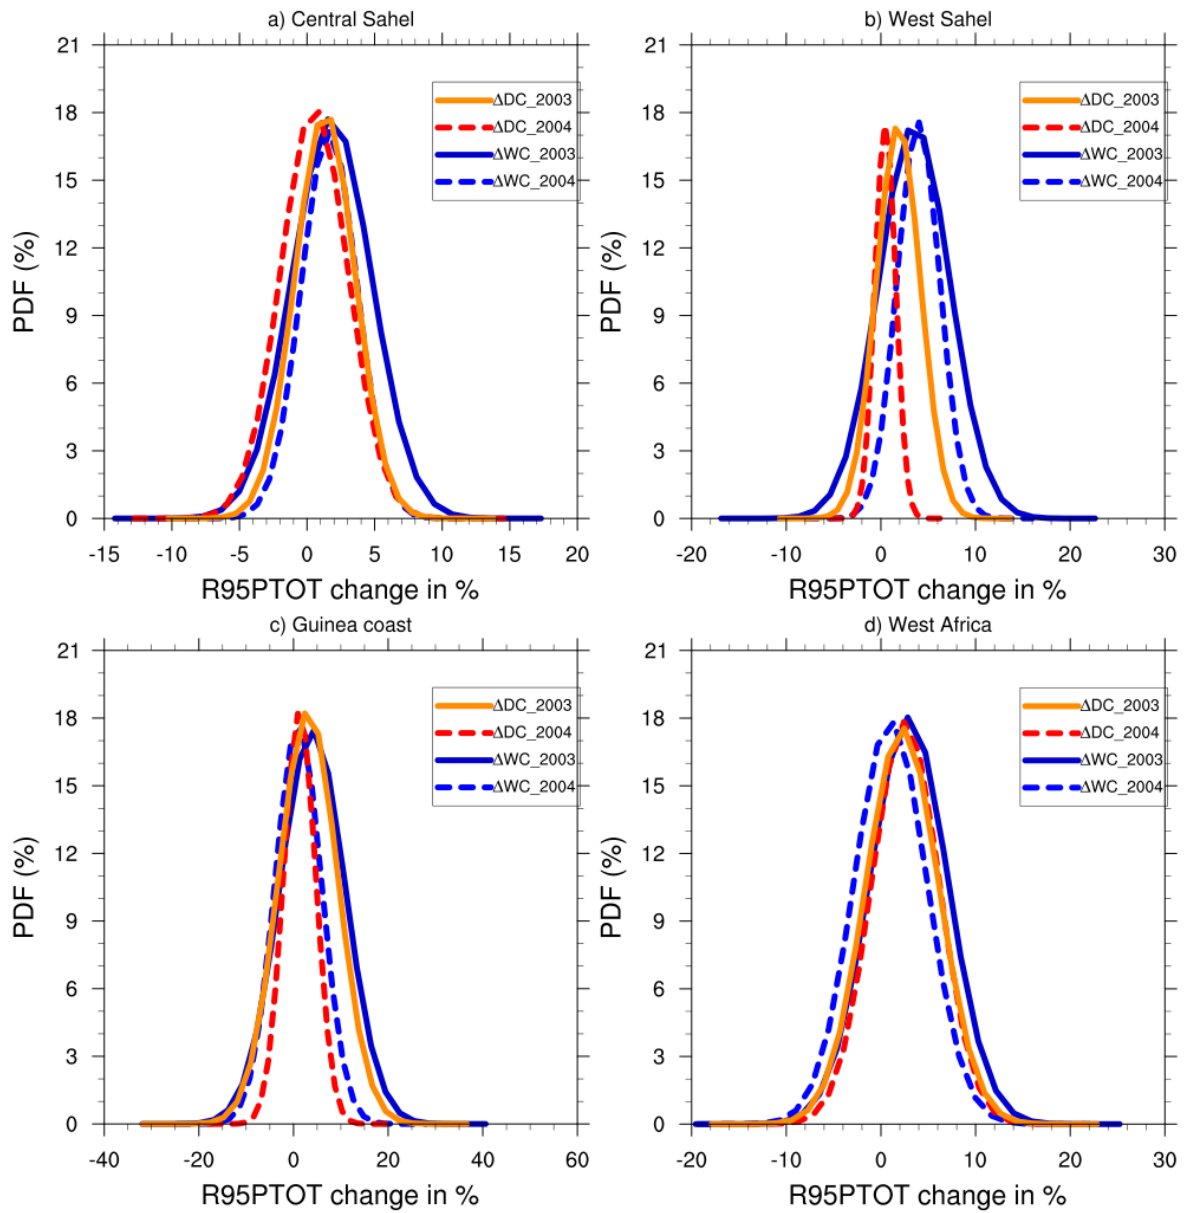 a) Central Sahel
21
18
15
12
9
6
3
0
PDF (%)
ΔDC_2003
ΔDC_2004
ΔWC_2003
ΔWC_2004
-15 -10 -5 0 5 10 15 20
R95PTOT change in %
b) West Sahel
21
18
15
12
9
6
3
0
PDF (%)
ΔDC_2003
ΔDC_2004
ΔWC_2003
ΔWC_2004
-20 -10 0 10 20 30
R95PTOT change in %
c) Guinea coast
21
18
15
12
9
6
3
0
PDF (%)
ΔDC_2003
ΔDC_2004
ΔWC_2003
ΔWC_2004
-40 -20 0 20 40 60
R95PTOT change in %
d) West Africa
21
18
15
12
9
6
3
0
PDF (%)
ΔDC_2003
ΔDC_2004
ΔWC_2003
ΔWC_2004
-20 -10 0 10 20 30
R95PTOT change in %